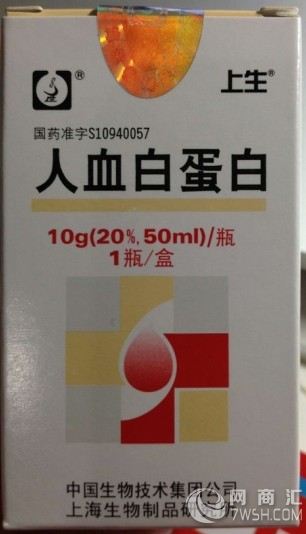 ® 上生®
国药准字S10940057
人血白蛋白
10g(20%,50ml)/瓶
1瓶/盒
中国生物技术集团公司
上海生物制品研究所
网商汇
7WSH.COM